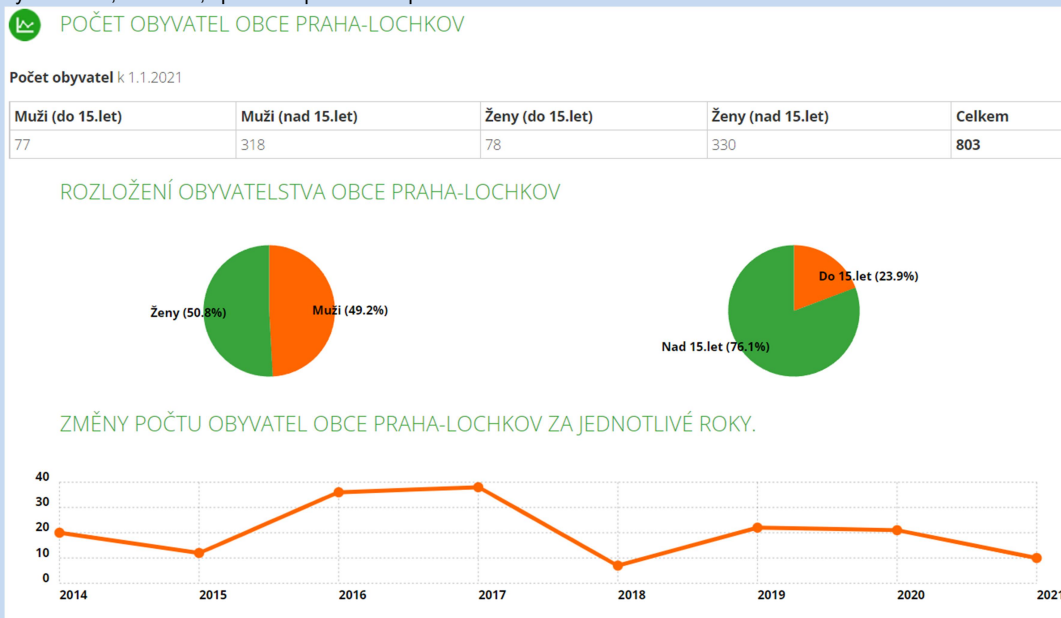 POČET OBYVATEL OBCE PRAHA-LOCHKOV
Počet obyvatel k 1.1.2021
Muži (do 15.let) Muži (nad 15.let) Ženy (do 15.let) Ženy (nad 15.let) Celkem
77 318 78 330 803
ROZLOŽENÍ OBYVATELSTVA OBCE PRAHA-LOCHKOV
Ženy (50.8%) Muži (49.2%)
Do 15.let (23.9%)
Nad 15.let (76.1%)
ZMĚNY POČTU OBYVATEL OBCE PRAHA-LOCHKOV ZA JEDNOTLIVÉ ROKY.
40
30
20
10
0
2014 2015 2016 2017 2018 2019 2020 2021